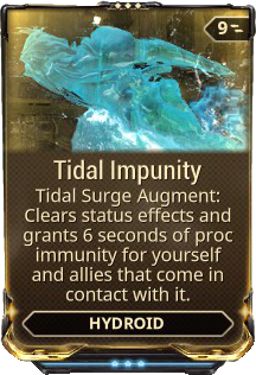 9
Tidal Impunity
Tidal Surge Augment:
Clears status effects and
grants 6 seconds of proc
immunity for yourself
and allies that come in
contact with it.
HYDROID